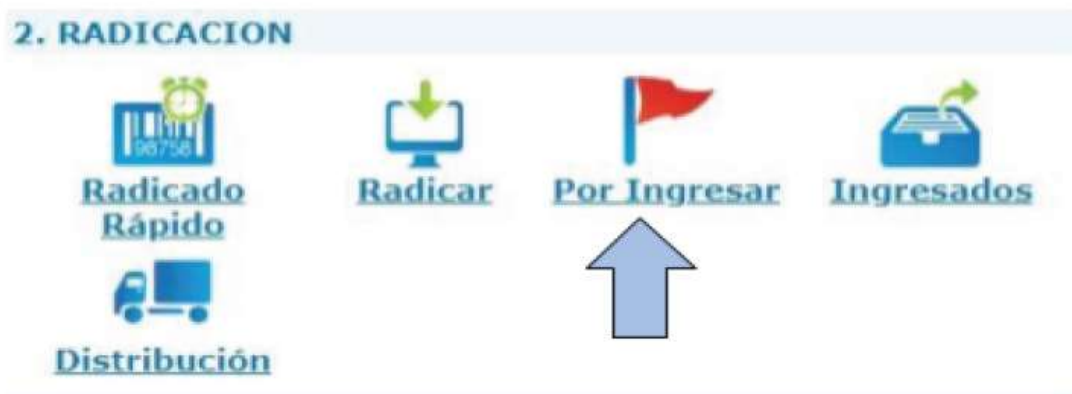 2. RADICACION
98758
Radicado
Rápido
Radicar
Por Ingresar
Ingresados
Distribución